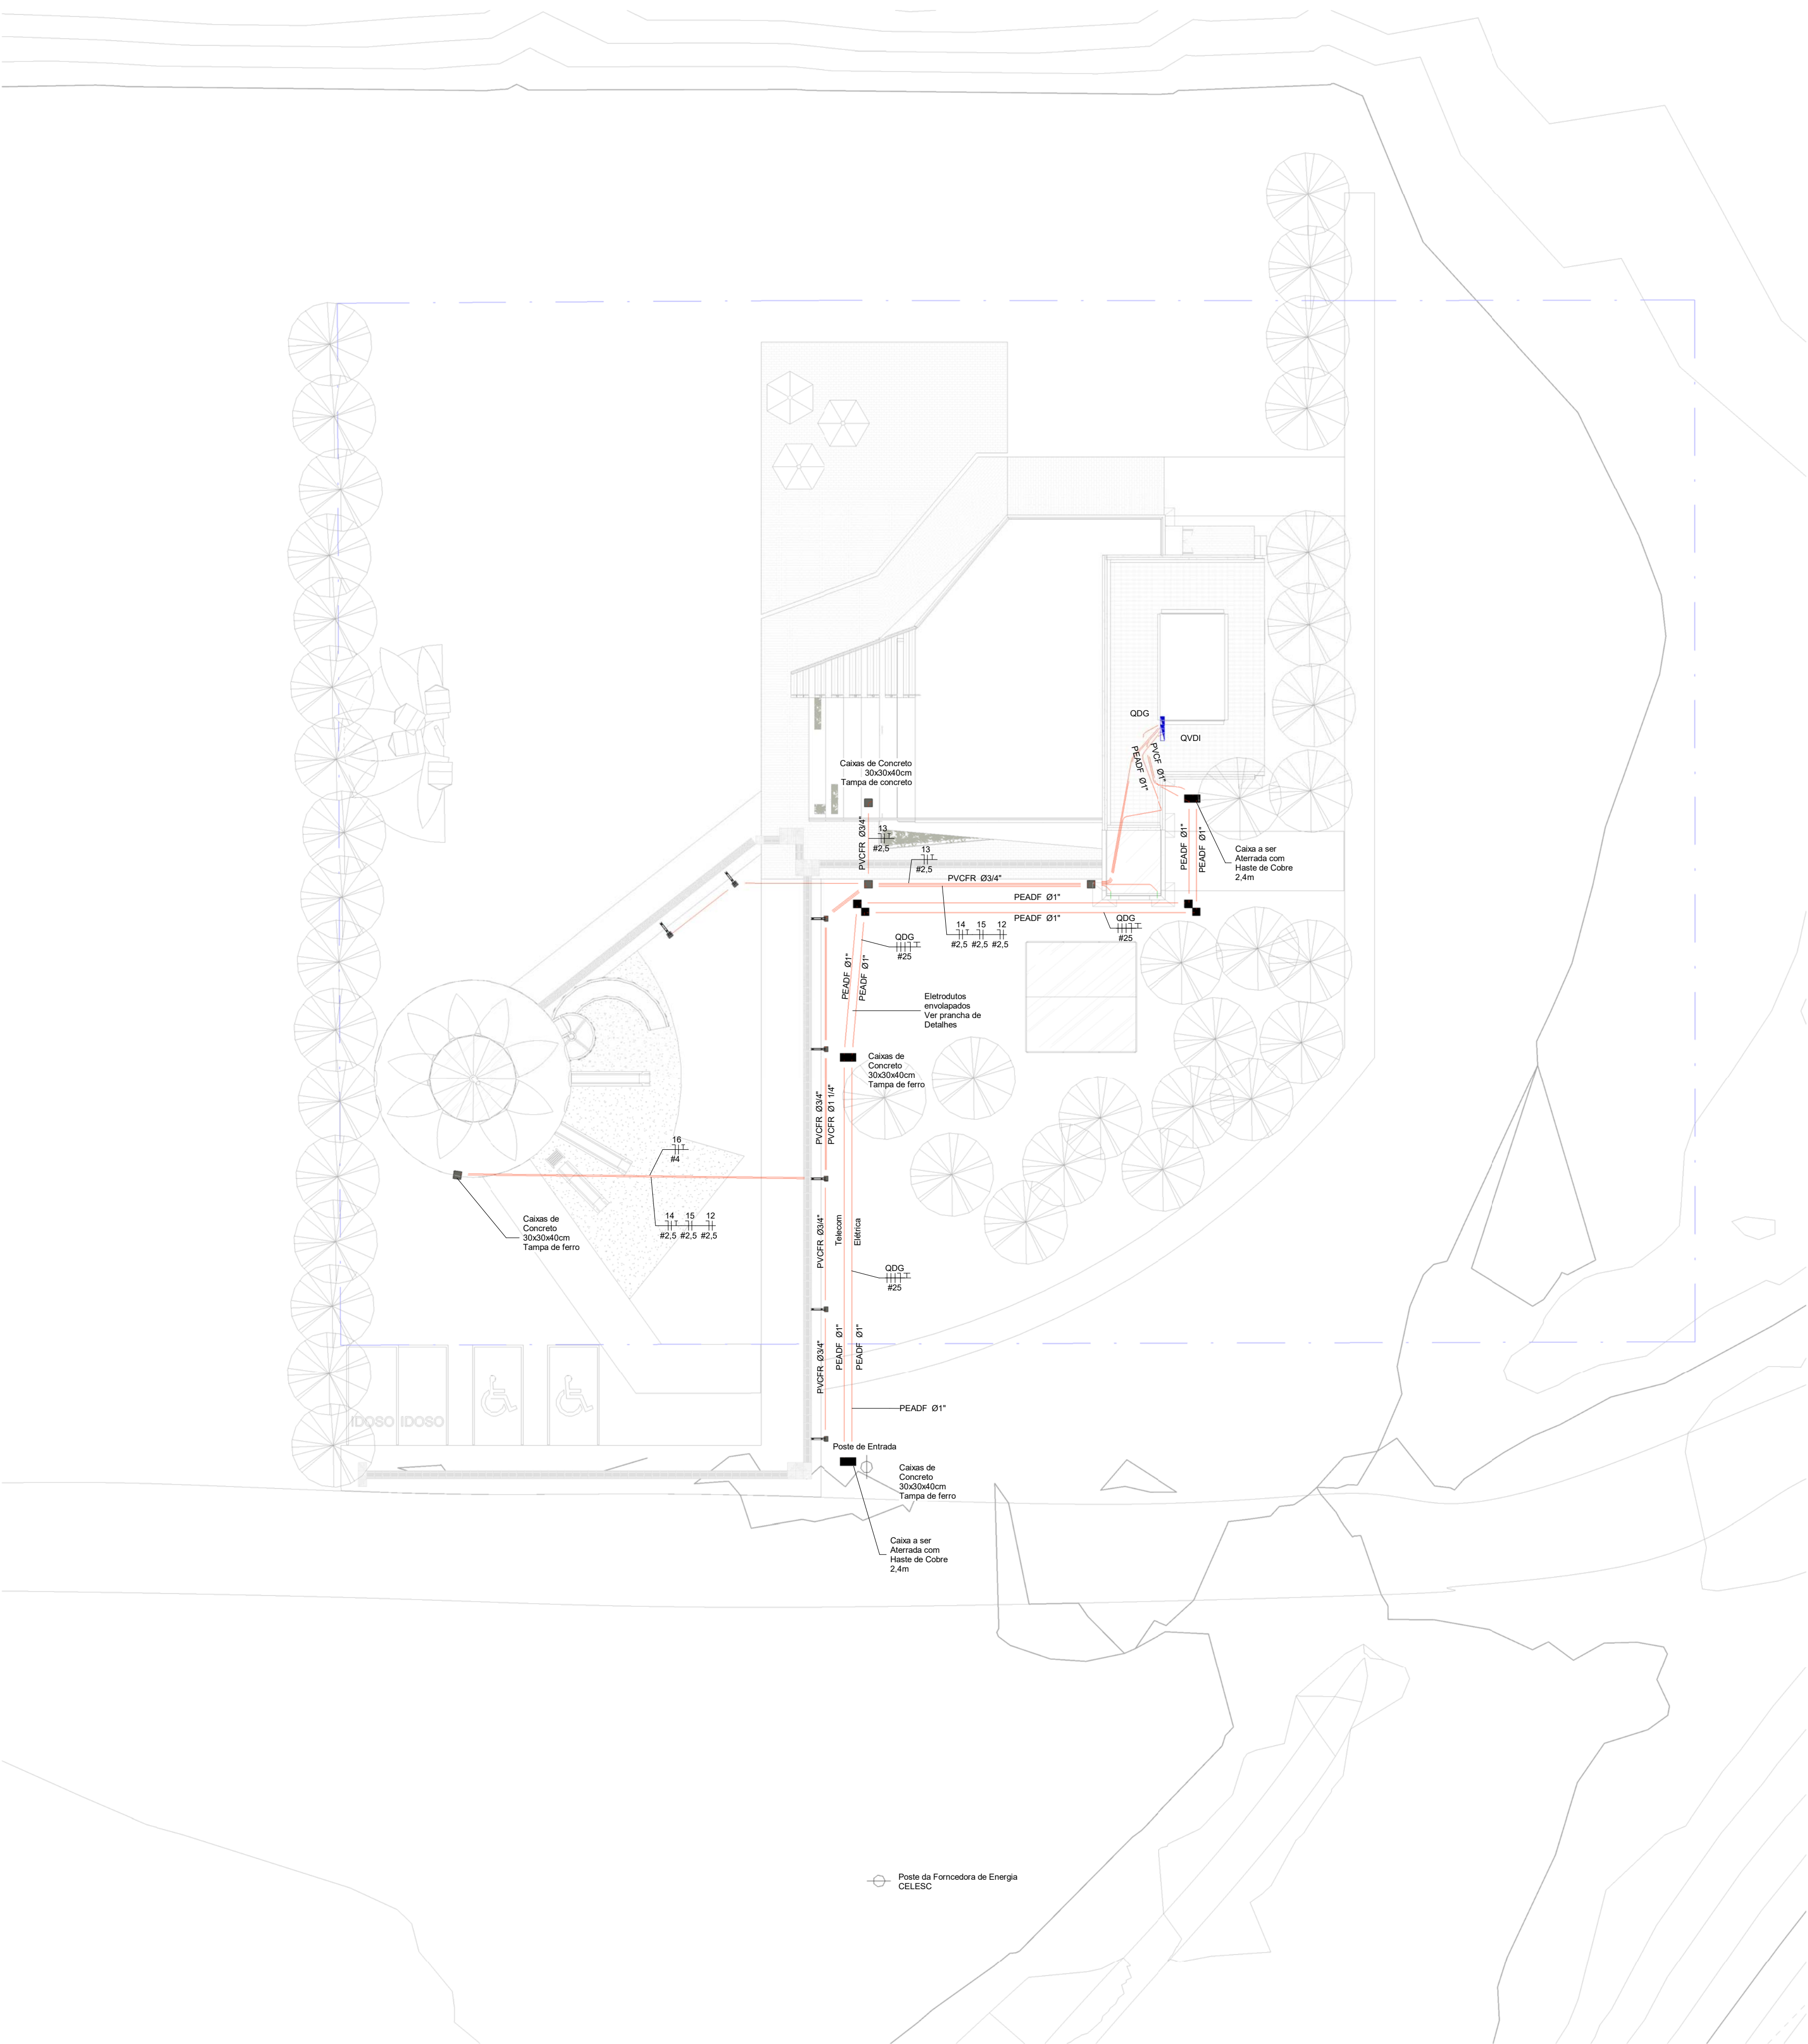 QDG
QVDI
PEADF Ø1"
PVCF Ø1"
Caixas de Concreto
30x30x40cm
Tampa de concreto
PVCFR Ø3/4"
13
#2,5
13
#2,5
PVCFR Ø3/4"
PEADF Ø1"
PEADF Ø1"
Caixa a ser
Aterrada com
Haste de Cobre
2,4m
PEADF Ø1"
PEADF Ø1"
QDG
#25
14 15 12
#2,5 #2,5 #2,5
QDG
#25
PEADF Ø1"
PEADF Ø1"
Eletrodutos
envolapados
Ver prancha de
Detalhes
Caixas de
Concreto
30x30x40cm
Tampa de ferro
PVCFR Ø3/4"
PVCFR Ø1 1/4"
16
#4
14 15 12
#2,5 #2,5 #2,5
Caixas de
Concreto
30x30x40cm
Tampa de ferro
PVCFR Ø3/4"
Telecom
Elétrica
QDG
#25
PVCFR Ø3/4"
PEADF Ø1"
PEADF Ø1"
IDOSO IDOSO
PEADF Ø1"
Poste de Entrada
Caixas de
Concreto
30x30x40cm
Tampa de ferro
Caixa a ser
Aterrada com
Haste de Cobre
2,4m
Poste da Forncedora de Energia
CELESC